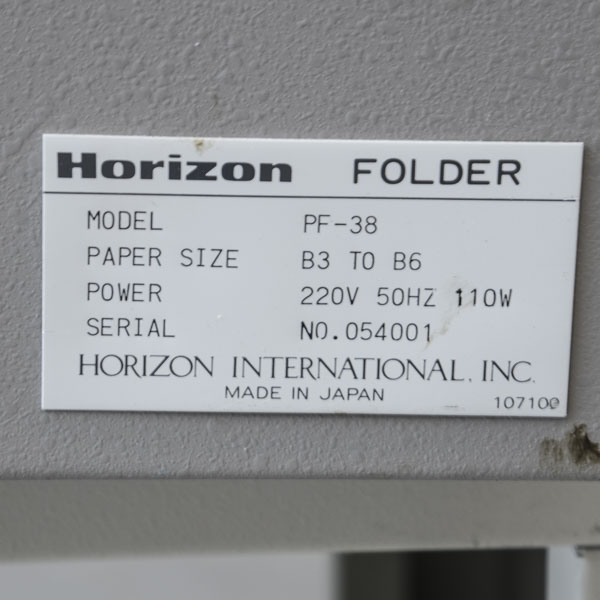 Horizon FOLDER
MODEL PF-38
PAPER SIZE B3 TO B6
POWER 220V 50HZ 110W
SERIAL NO.054001
HORIZON INTERNATIONAL, INC.
MADE IN JAPAN
107100